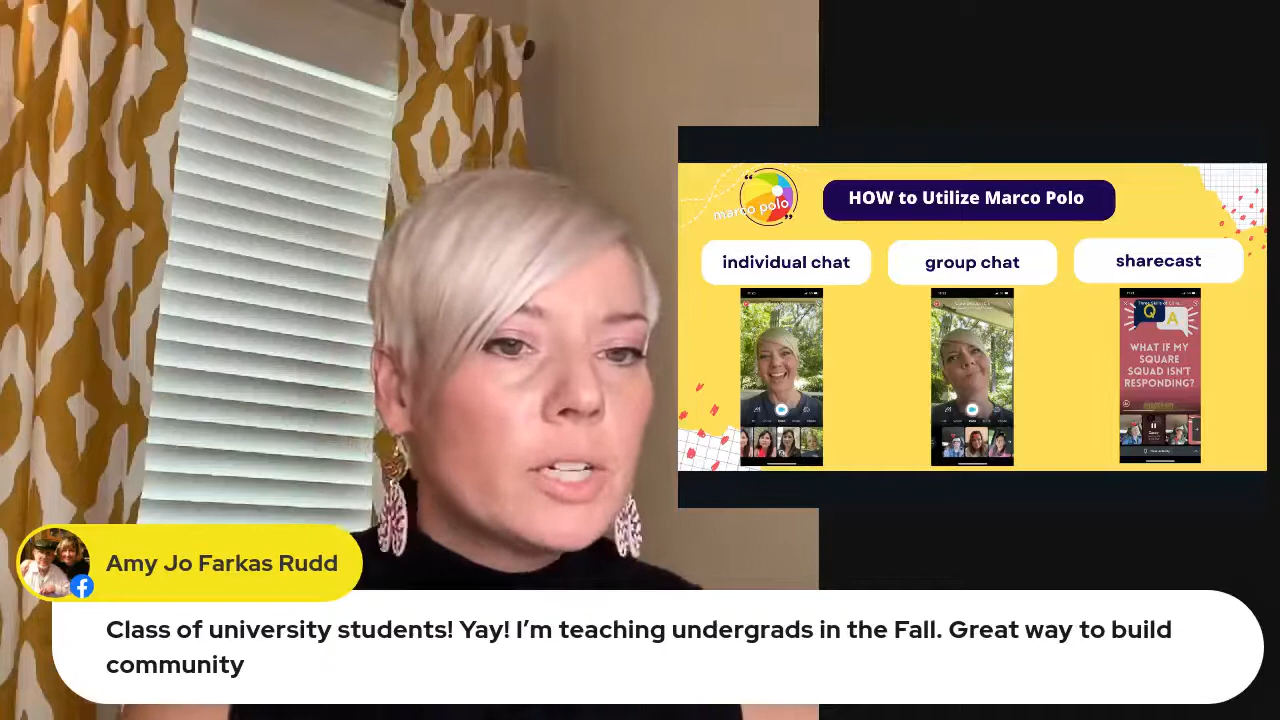 marco polo
HOW to Utilize Marco Polo
individual chat
group chat
sharecast
Q
A
WHAT IF MY
SQUARE
SQUAD ISN'T
RESPONDING?
Amy Jo Farkas Rudd
Class of university students! Yay! I'm teaching undergrads in the Fall. Great way to build
community